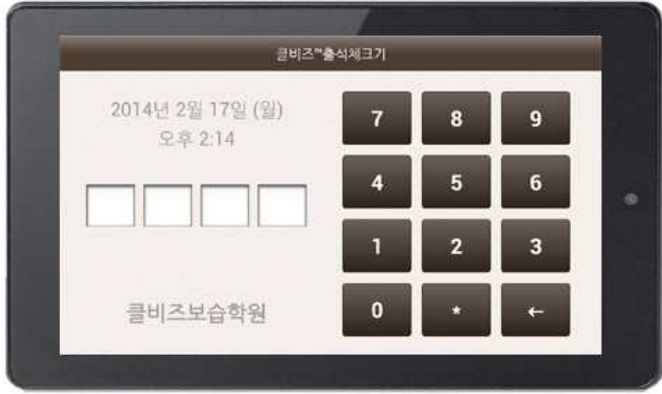 클비즈™출석체크기
2014년 2월 17일 (월)
오후 2:14
클비즈보습학원
7 8 9
4 5 6
1 2 3
0 * ←